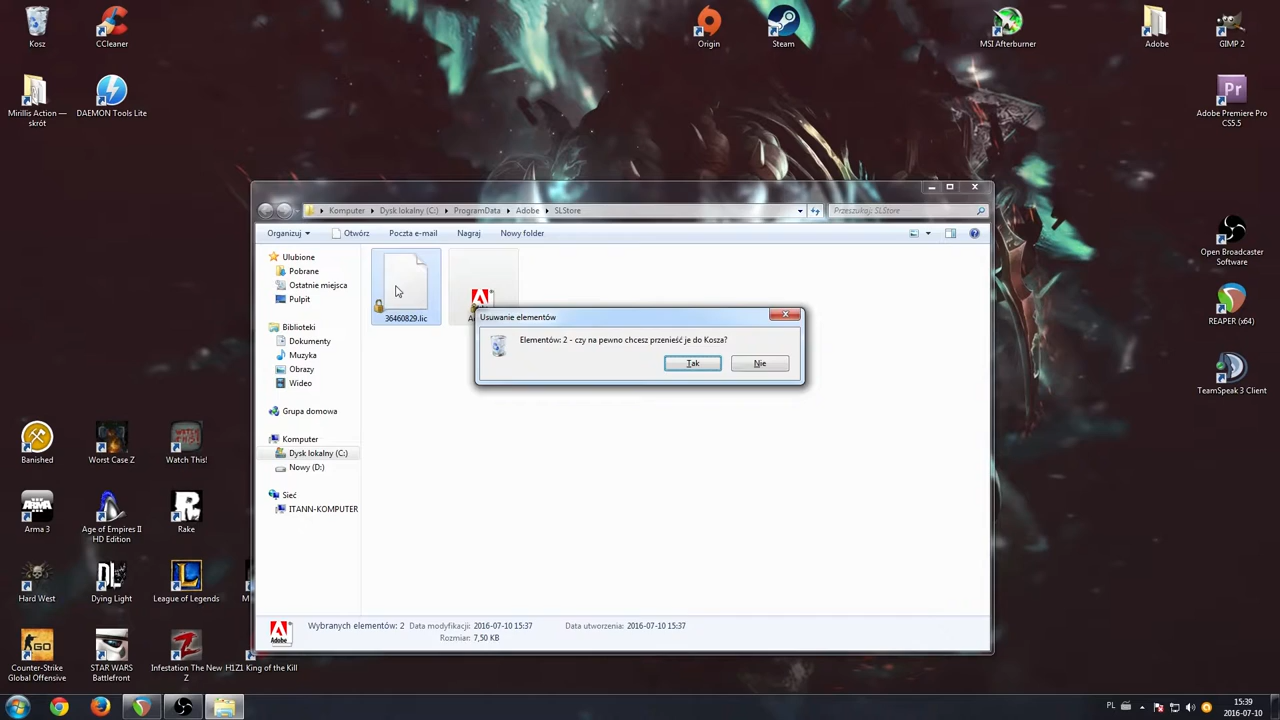 Kosz
CCleaner
Origin
Steam
MSI Afterburner
Adobe
GIMP 2
Mirillis Action —
skrót
DAEMON Tools Lite
Pr
Adobe Premiere Pro
CS5.5
Komputer
Dysk lokalny (C:)
ProgramData
Adobe
SLStore
Przeszukaj: SLStore
Organizuj
Otwórz
Poczta e-mail
Nagraj
Nowy folder
Ulubione
Pobrane
Ostatnie miejsca
Pulpit
Biblioteki
Dokumenty
Muzyka
Obrazy
Wideo
Grupa domowa
Komputer
Dysk lokalny (C:)
Nowy (D:)
Sieć
ITANN-KOMPUTER
36460829.lic
Usuwanie elementów
Elementów: 2 - czy na pewno chcesz przenieść je do Kosza?
Tak
Nie
Wybranych elementów: 2
Data modyfikacji: 2016-07-10 15:37
Data utworzenia: 2016-07-10 15:37
Rozmiar: 7,50 KB
Adobe
Open Broadcaster
Software
REAPER (x64)
TeamSpeak 3 Client
Banished
Worst Case Z
Watch This!
Arma 3
Age of Empires II
HD Edition
Rake
Hard West
Dying Light
League of Legends
Counter-Strike
Global Offensive
STAR WARS
Battlefront
Infestation The New
Z
H1Z1 King of the Kill
PL
15:39
2016-07-10